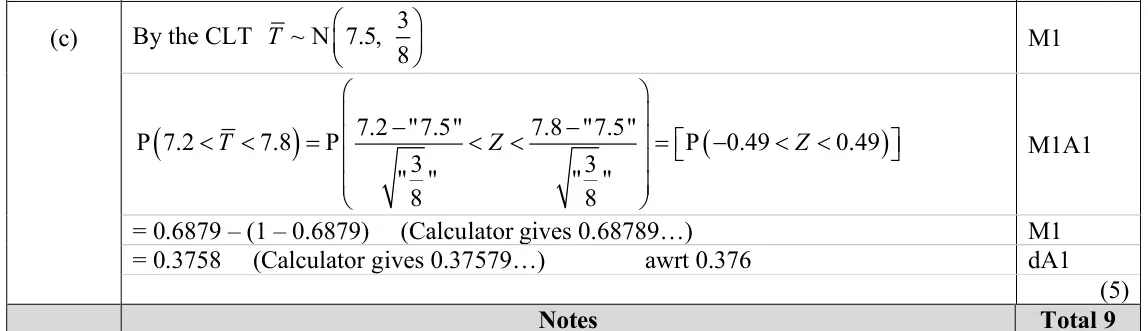 (c) By the CLT T̅ ~ N(7.5, 3/8) M1
P(7.2 < T̅ < 7.8) = P((7.2 − "7.5")/√("3/8") < Z < (7.8 − "7.5")/√("3/8")) = [P(−0.49 < Z < 0.49)] M1A1
= 0.6879 – (1 – 0.6879) (Calculator gives 0.68789…) M1
= 0.3758 (Calculator gives 0.37579…) awrt 0.376 dA1
(5)
Notes Total 9